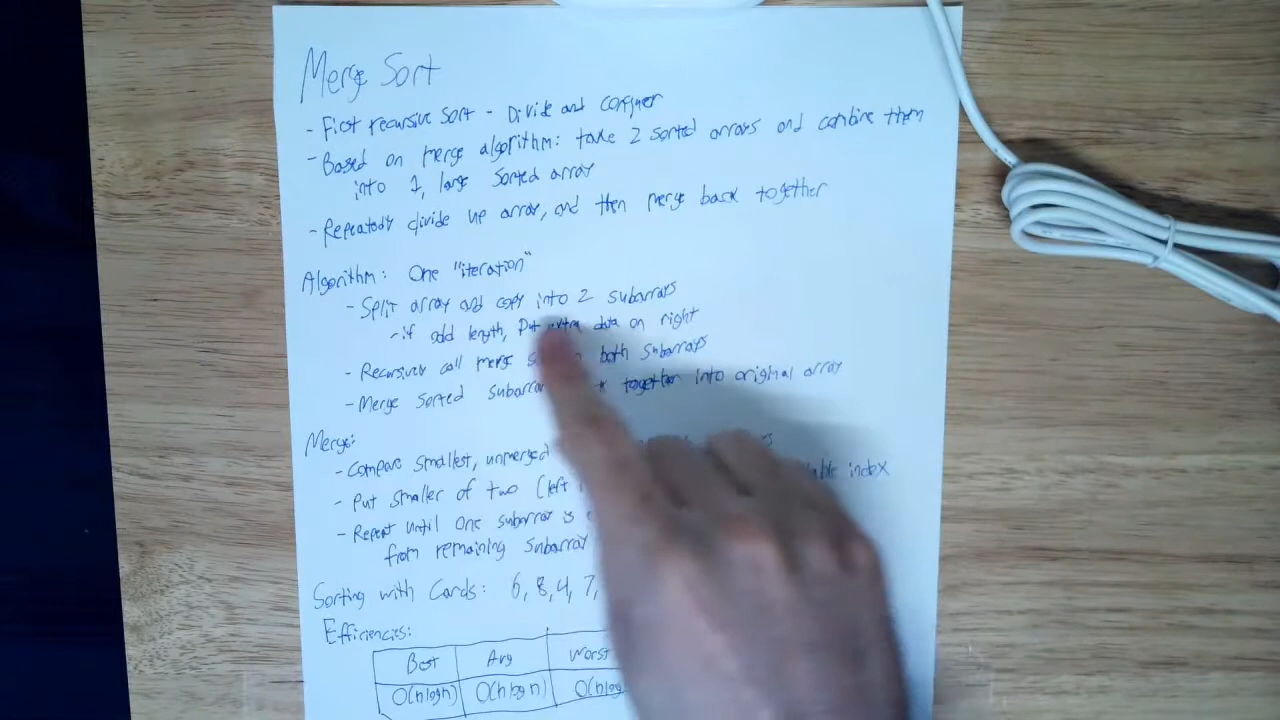 Merge Sort
- First recursive sort - Divide and conquer
- Based on merge algorithm: take 2 sorted arrays and combine them
into 1, large sorted array
- Repeatedly divide up array, and then merge back together
Algorithm: One "iteration"
- Split array and copy into 2 subarrays
- if odd length, put extra data on right
- Recursively call merge both subarrays
- Merge sorted together into original array
Merge:
- Compare smallest, unmerged
- Put smaller of two (left index
- Repeat until one subarray is
from remaining subarray
Sorting with Cards: 6, 8, 4, 7,
Efficiencies:
Best Avg Worst
O(nlogn) O(nlogn)